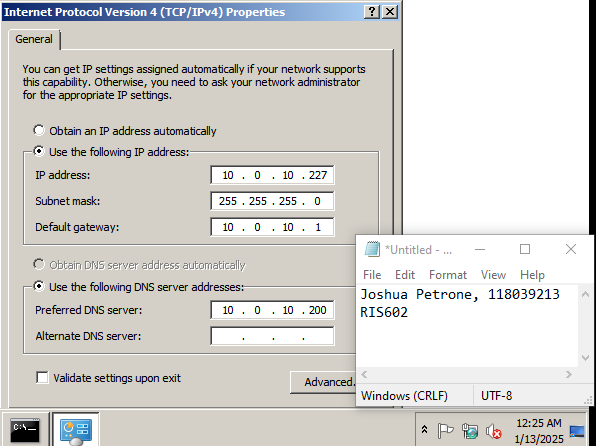 Internet Protocol Version 4 (TCP/IPv4) Properties
General
You can get IP settings assigned automatically if your network supports
this capability. Otherwise, you need to ask your network administrator
for the appropriate IP settings.
Obtain an IP address automatically
Use the following IP address:
IP address: 10 . 0 . 10 . 227
Subnet mask: 255 . 255 . 255 . 0
Default gateway: 10 . 0 . 10 . 1
Obtain DNS server address automatically
Use the following DNS server addresses:
Preferred DNS server: 10 . 0 . 10 . 200
Alternate DNS server: . . .
Validate settings upon exit
Advanced.
*Untitled - ...
File Edit Format View Help
Joshua Petrone, 118039213
RIS602
Windows (CRLF) UTF-8
C:\_
12:25 AM
1/13/2025